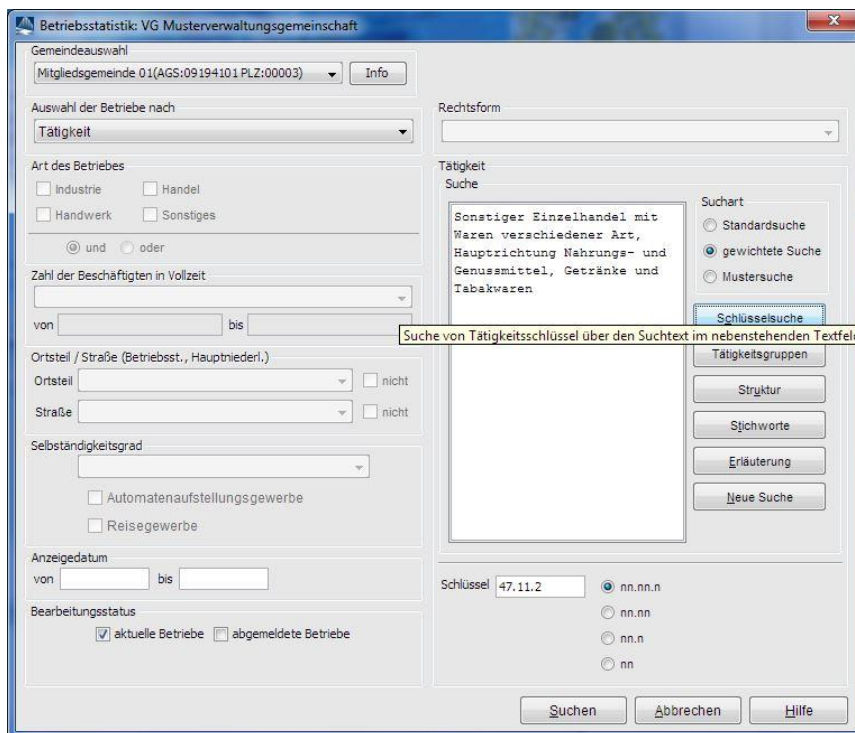 Betriebsstatistik: VG Musterverwaltungsgemeinschaft
Gemeindeauswahl
Mitgliedsgemeinde 01(AGS:09194101 PLZ:00003)
Info
Auswahl der Betriebe nach
Tätigkeit
Rechtsform
Art des Betriebes
Industrie
Handel
Handwerk
Sonstiges
und
oder
Zahl der Beschäftigten in Vollzeit
von
bis
Ortsteil / Straße (Betriebsst., Hauptniederl.)
Ortsteil
nicht
Straße
nicht
Selbständigkeitsgrad
Automatenaufstellungsgewerbe
Reisegewerbe
Anzeigedatum
von
bis
Bearbeitungsstatus
aktuelle Betriebe
abgemeldete Betriebe
Tätigkeit
Suche
Sonstiger Einzelhandel mit
Waren verschiedener Art,
Hauptrichtung Nahrungs- und
Genussmittel, Getränke und
Tabakwaren
Suchart
Standardsuche
gewichtete Suche
Mustersuche
Schlüsselsuche
Suche von Tätigkeitsschlüssel über den Suchtext im nebenstehenden Textfeld
Tätigkeitsgruppen
Struktur
Stichworte
Erläuterung
Neue Suche
Schlüssel
47.11.2
nn.nn.n
nn.nn
nn.n
nn
Suchen
Abbrechen
Hilfe